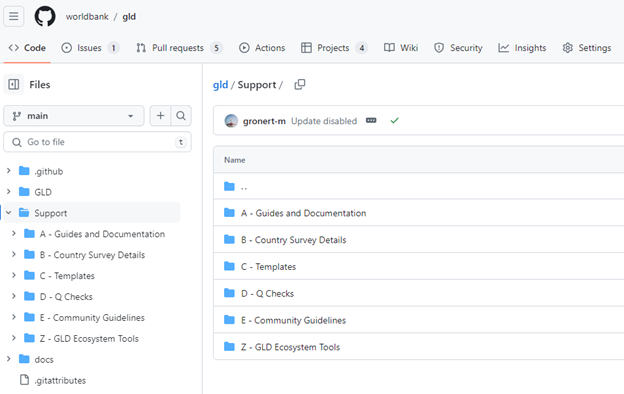 worldbank / gld
Code Issues 1 Pull requests 5 Actions Projects 4 Wiki Security Insights Settings
Files
main
Go to file t
.github
GLD
Support
A - Guides and Documentation
B - Country Survey Details
C - Templates
D - Q Checks
E - Community Guidelines
Z - GLD Ecosystem Tools
docs
.gitattributes
gld / Support /
gronert-m Update disabled
Name
..
A - Guides and Documentation
B - Country Survey Details
C - Templates
D - Q Checks
E - Community Guidelines
Z - GLD Ecosystem Tools